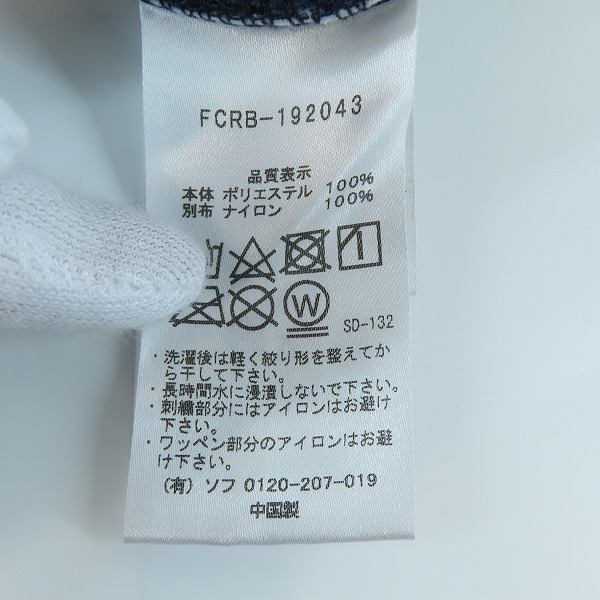 FCRB-192043
品質表示
本体 ポリエステル 100%
別布 ナイロン 100%
W
SD-132
・洗濯後は軽く絞り形を整えてか
ら干して下さい。
・長時間水に浸漬しないで下さい。
・刺繍部分にはアイロンはお避け
下さい。
・ワッペン部分のアイロンはお避
け下さい。
(有) ソフ 0120-207-019
中国製